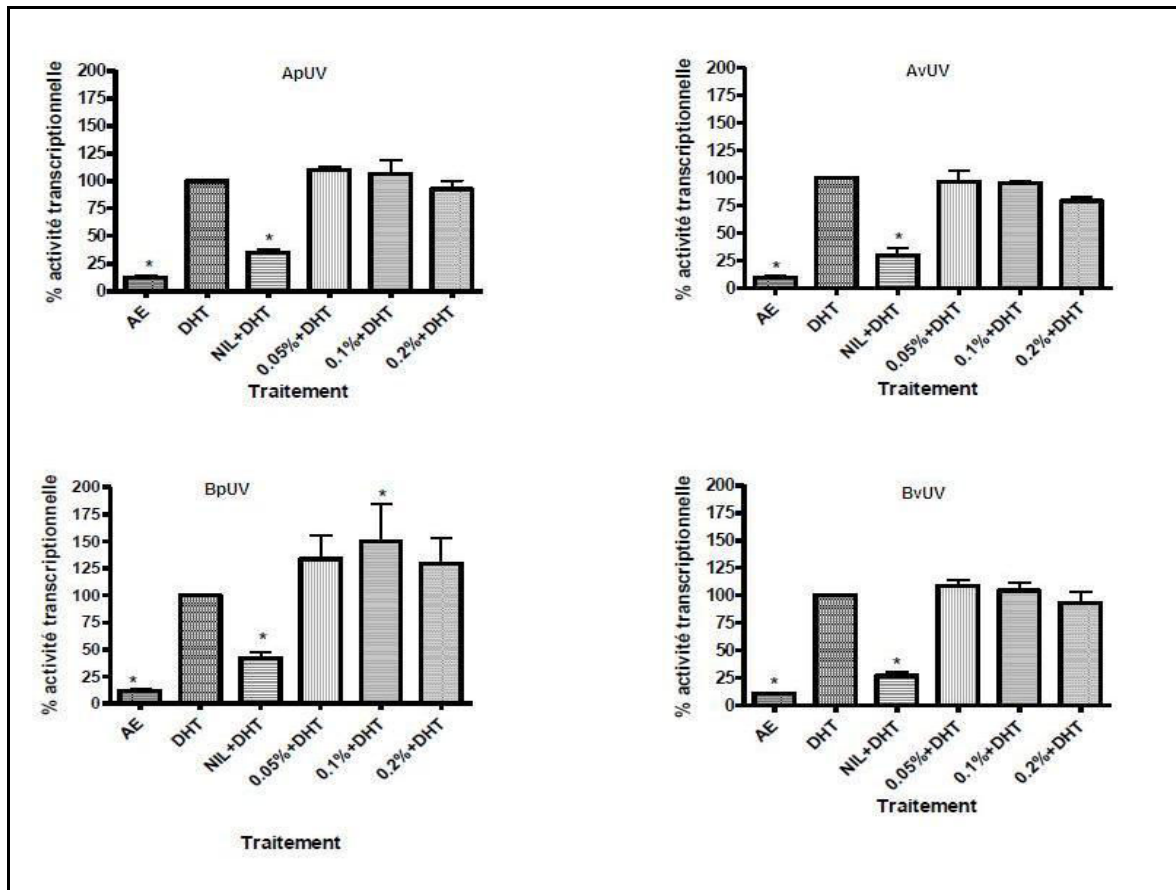 ApUV
% activité transcriptionnelle
200
175
150
125
100
75
50
25
0
*
*
AE
DHT
NIL+DHT
0.05%+DHT
0.1%+DHT
0.2%+DHT
Traitement
AvUV
% activité transcriptionnelle
200
175
150
125
100
75
50
25
0
*
*
AE
DHT
NIL+DHT
0.05%+DHT
0.1%+DHT
0.2%+DHT
Traitement
BpUV
% activité transcriptionnelle
200
175
150
125
100
75
50
25
0
*
*
*
AE
DHT
NIL+DHT
0.05%+DHT
0.1%+DHT
0.2%+DHT
Traitement
BvUV
% activité transcriptionnelle
200
175
150
125
100
75
50
25
0
*
*
AE
DHT
NIL+DHT
0.05%+DHT
0.1%+DHT
0.2%+DHT
Traitement